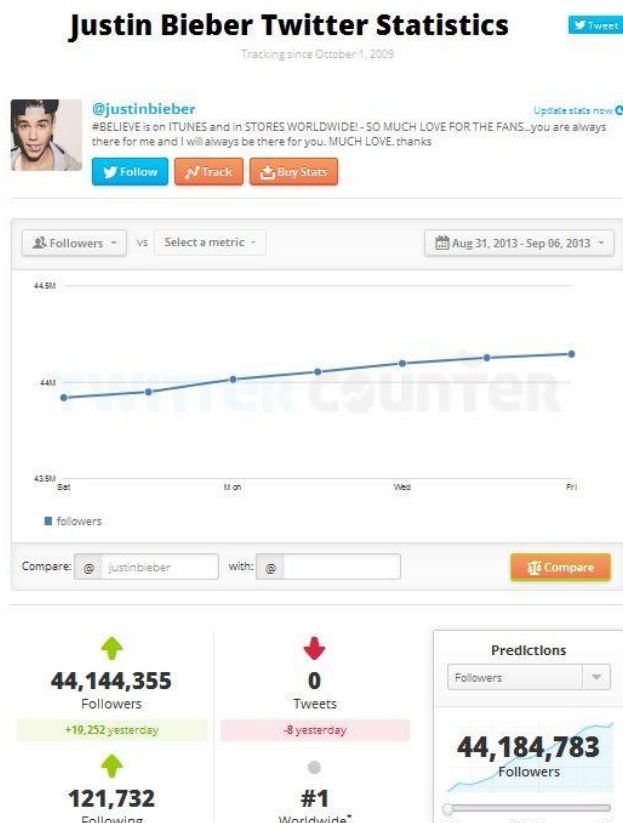 Justin Bieber Twitter Statistics
Tweet
Tracking since October 1, 2009
@justinbieber
Update stats now
#BELIEVE is on ITUNES and in STORES WORLDWIDE! - SO MUCH LOVE FOR THE FANS...you are always
there for me and I will always be there for you. MUCH LOVE. thanks
Follow
Track
Buy Stats
Followers
vs
Select a metric
Aug 31, 2013 - Sep 06, 2013
44.5M
44M
43.5M
TWITTER COUNTER
Sat
Mon
Wed
Fri
followers
Compare: @ justinbieber with: @
Compare
44,144,355
Followers
+19,252 yesterday
0
Tweets
-8 yesterday
Predictions
Followers
44,184,783
Followers
121,732
Following
#1
Worldwide*